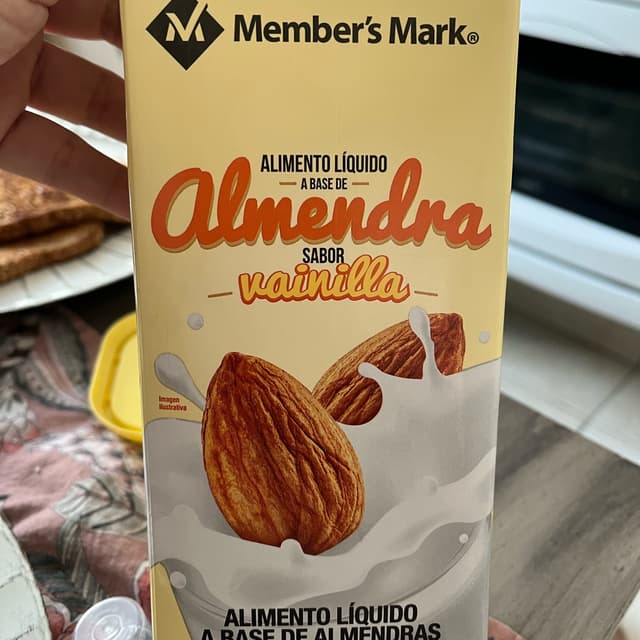 Member's Mark®
ALIMENTO LÍQUIDO
A BASE DE
Almendra
SABOR
vainilla
Imagen
Ilustrativa
ALIMENTO LÍQUIDO
A BASE DE ALMENDRAS